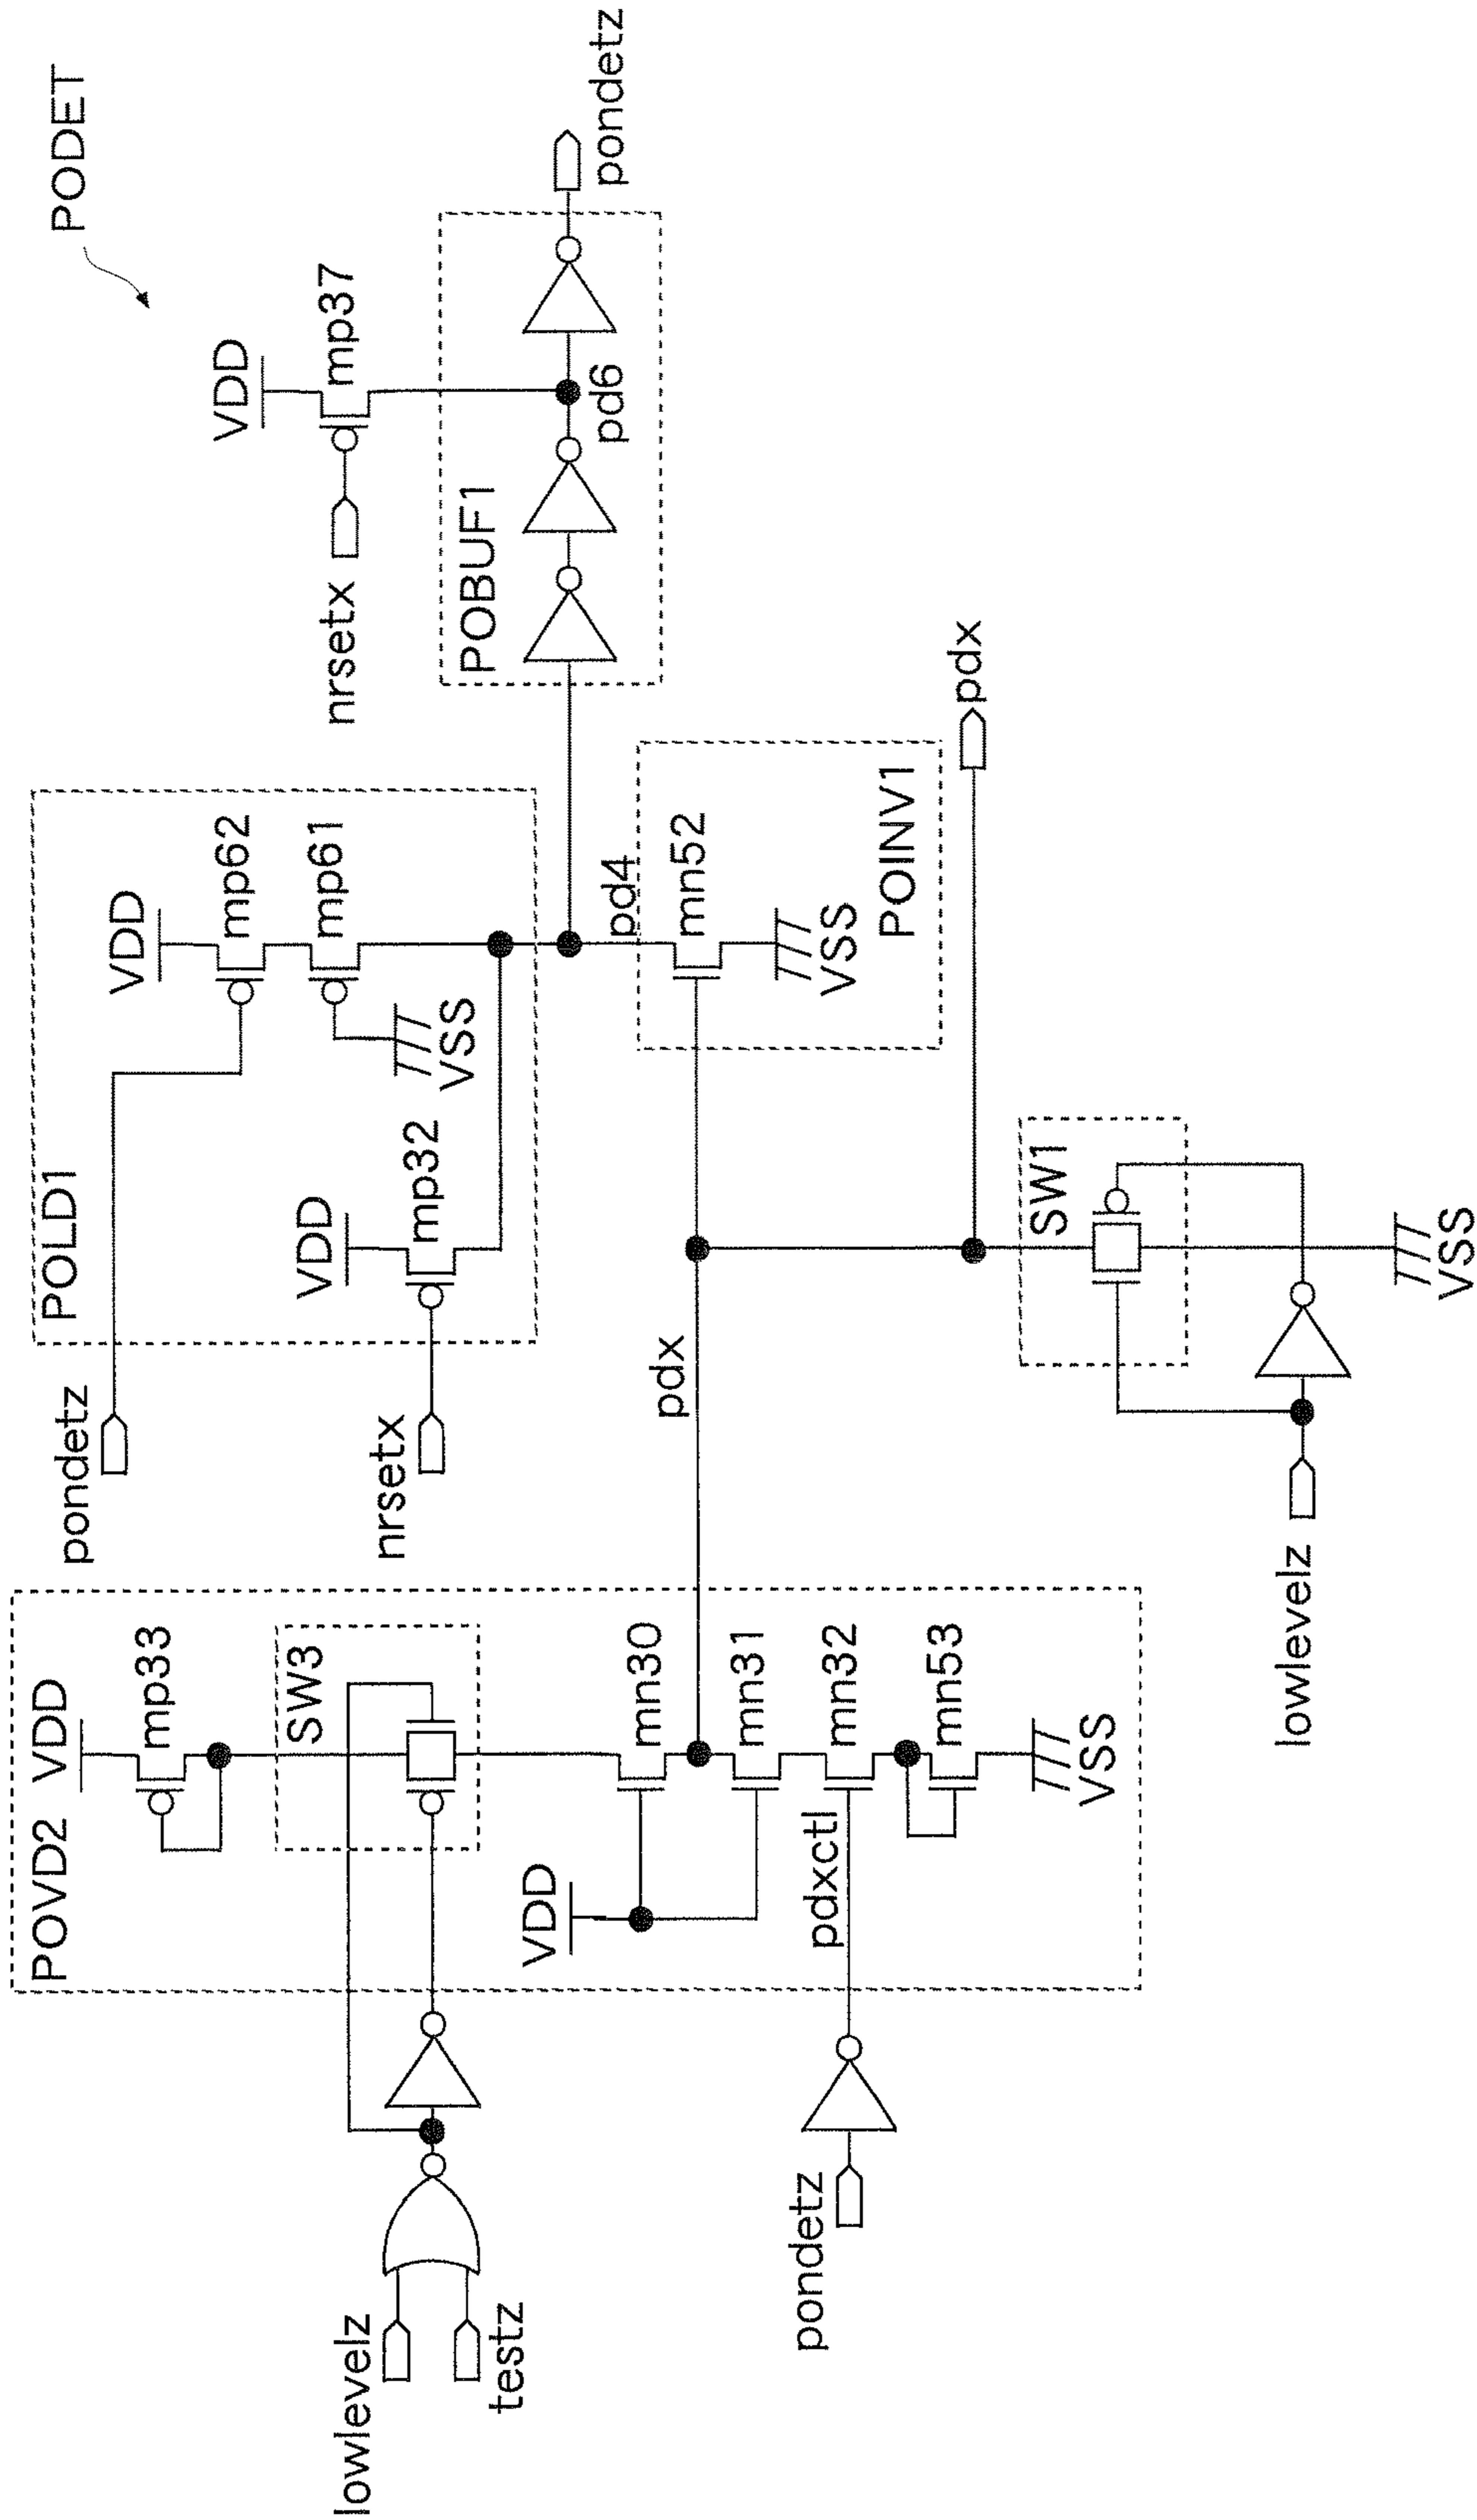 PODET
POVD2
VDD
mp33
SW3
lowlevelz
testz
VDD
mn30
mn31
pdxctl
mn32
mn53
pondetz
VSS
pondetz
POLD1
VDD
mp62
mp61
VSS
VDD
mp32
nrsetx
pdx
pd4
mn52
VSS
POINV1
pdx
SW1
lowlevelz
VSS
VDD
mp37
nrsetx
POBUF1
pd6
pondetz